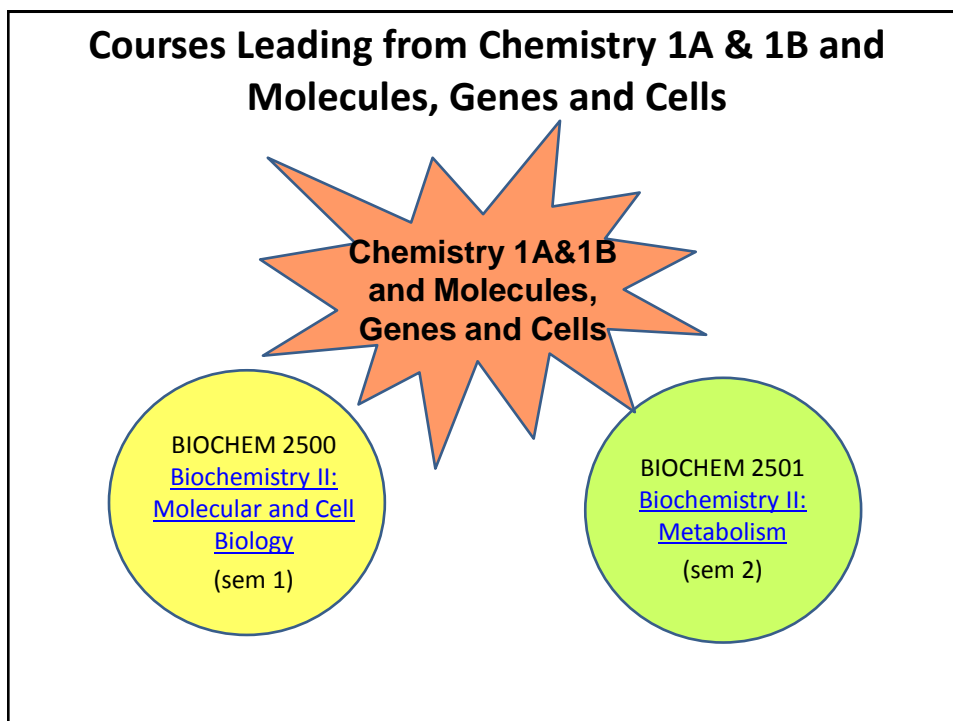 Courses Leading from Chemistry 1A & 1B and
Molecules, Genes and Cells
Chemistry 1A&1B
and Molecules,
Genes and Cells
BIOCHEM 2500
Biochemistry II:
Molecular and Cell
Biology
(sem 1)
BIOCHEM 2501
Biochemistry II:
Metabolism
(sem 2)